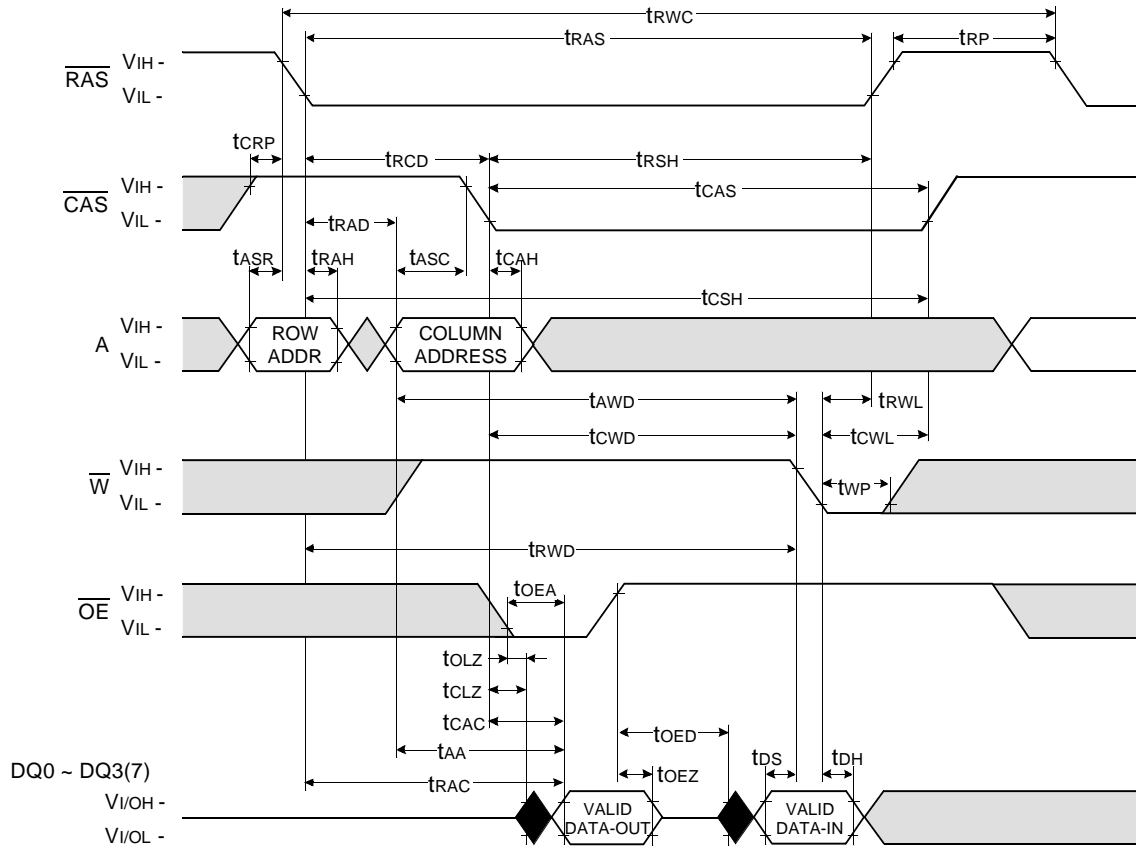 tRWC
tRAS
tRP
RAS
VIH -
VIL -
tCRP
tRCD
tRSH
CAS
VIH -
VIL -
tCAS
tRAD
tASR
tRAH
tASC
tCAH
tCSH
A
VIH -
VIL -
ROW
ADDR
COLUMN
ADDRESS
tAWD
tRWL
tCWD
tCWL
W
VIH -
VIL -
tWP
tRWD
OE
VIH -
VIL -
tOEA
tOLZ
tCLZ
tCAC
tOED
tAA
tOEZ
tDS
tDH
DQ0 ~ DQ3(7)
tRAC
VI/OH -
VI/OL -
VALID
DATA-OUT
VALID
DATA-IN